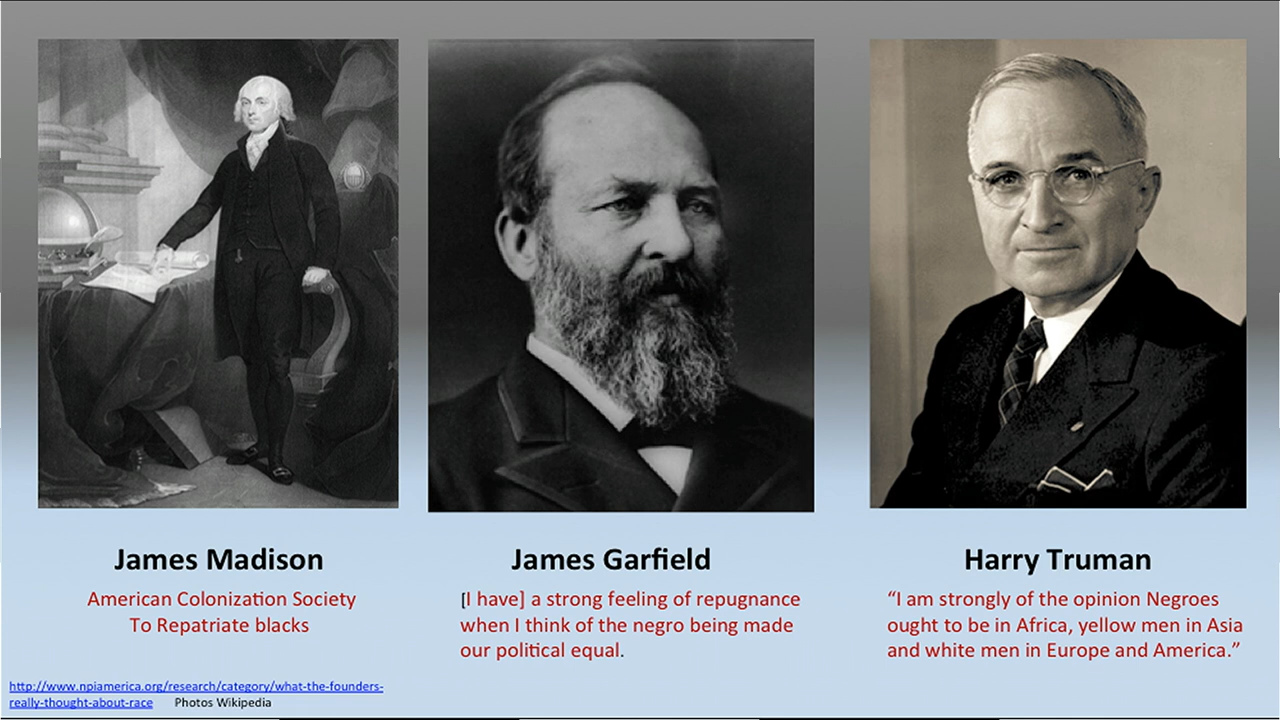 James Madison
American Colonization Society
To Repatriate blacks
James Garfield
[I have] a strong feeling of repugnance
when I think of the negro being made
our political equal.
Harry Truman
“I am strongly of the opinion Negroes
ought to be in Africa, yellow men in Asia
and white men in Europe and America.”
http://www.npiamerica.org/research/category/what-the-founders-
really-thought-about-race Photos Wikipedia